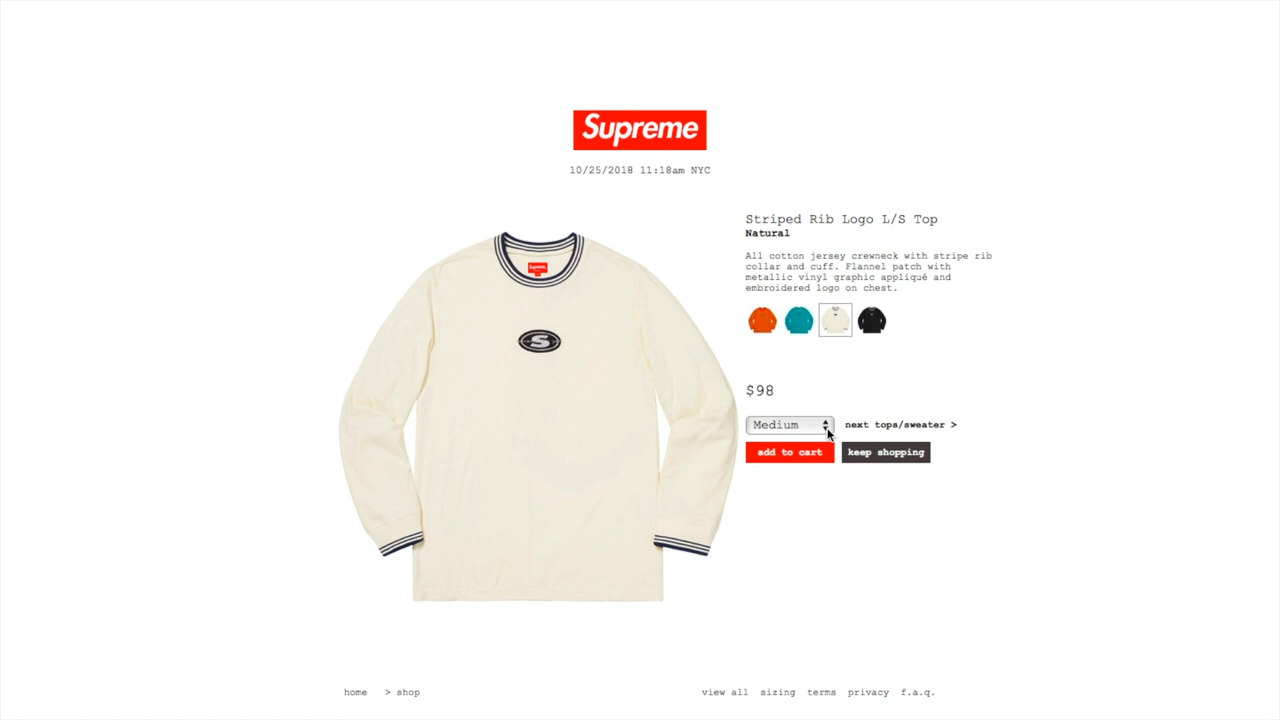 Supreme
10/25/2018 11:18am NYC
Striped Rib Logo L/S Top
Natural
All cotton jersey crewneck with stripe rib
collar and cuff. Flannel patch with
metallic vinyl graphic appliqué and
embroidered logo on chest.
Supreme
S
$98
Medium
next tops/sweater >
add to cart
keep shopping
home > shop
view all sizing terms privacy f.a.q.